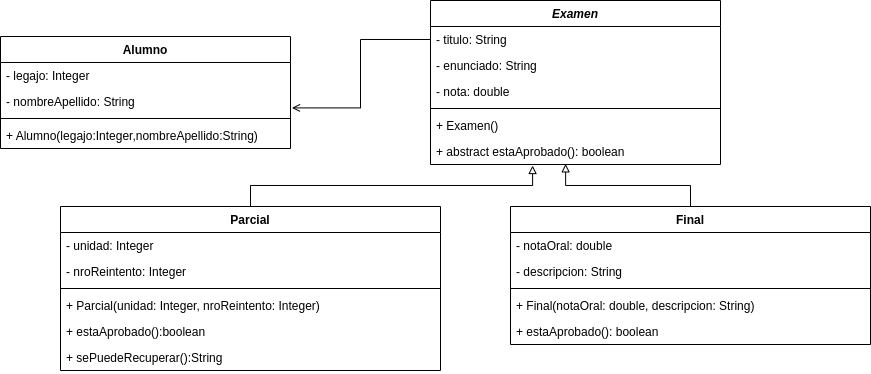 Examen
- titulo: String
- enunciado: String
- nota: double
+ Examen()
+ abstract estaAprobado(): boolean
Alumno
- legajo: Integer
- nombreApellido: String
+ Alumno(legajo:Integer,nombreApellido:String)
Parcial
- unidad: Integer
- nroReintento: Integer
+ Parcial(unidad: Integer, nroReintento: Integer)
+ estaAprobado():boolean
+ sePuedeRecuperar():String
Final
- notaOral: double
- descripcion: String
+ Final(notaOral: double, descripcion: String)
+ estaAprobado(): boolean